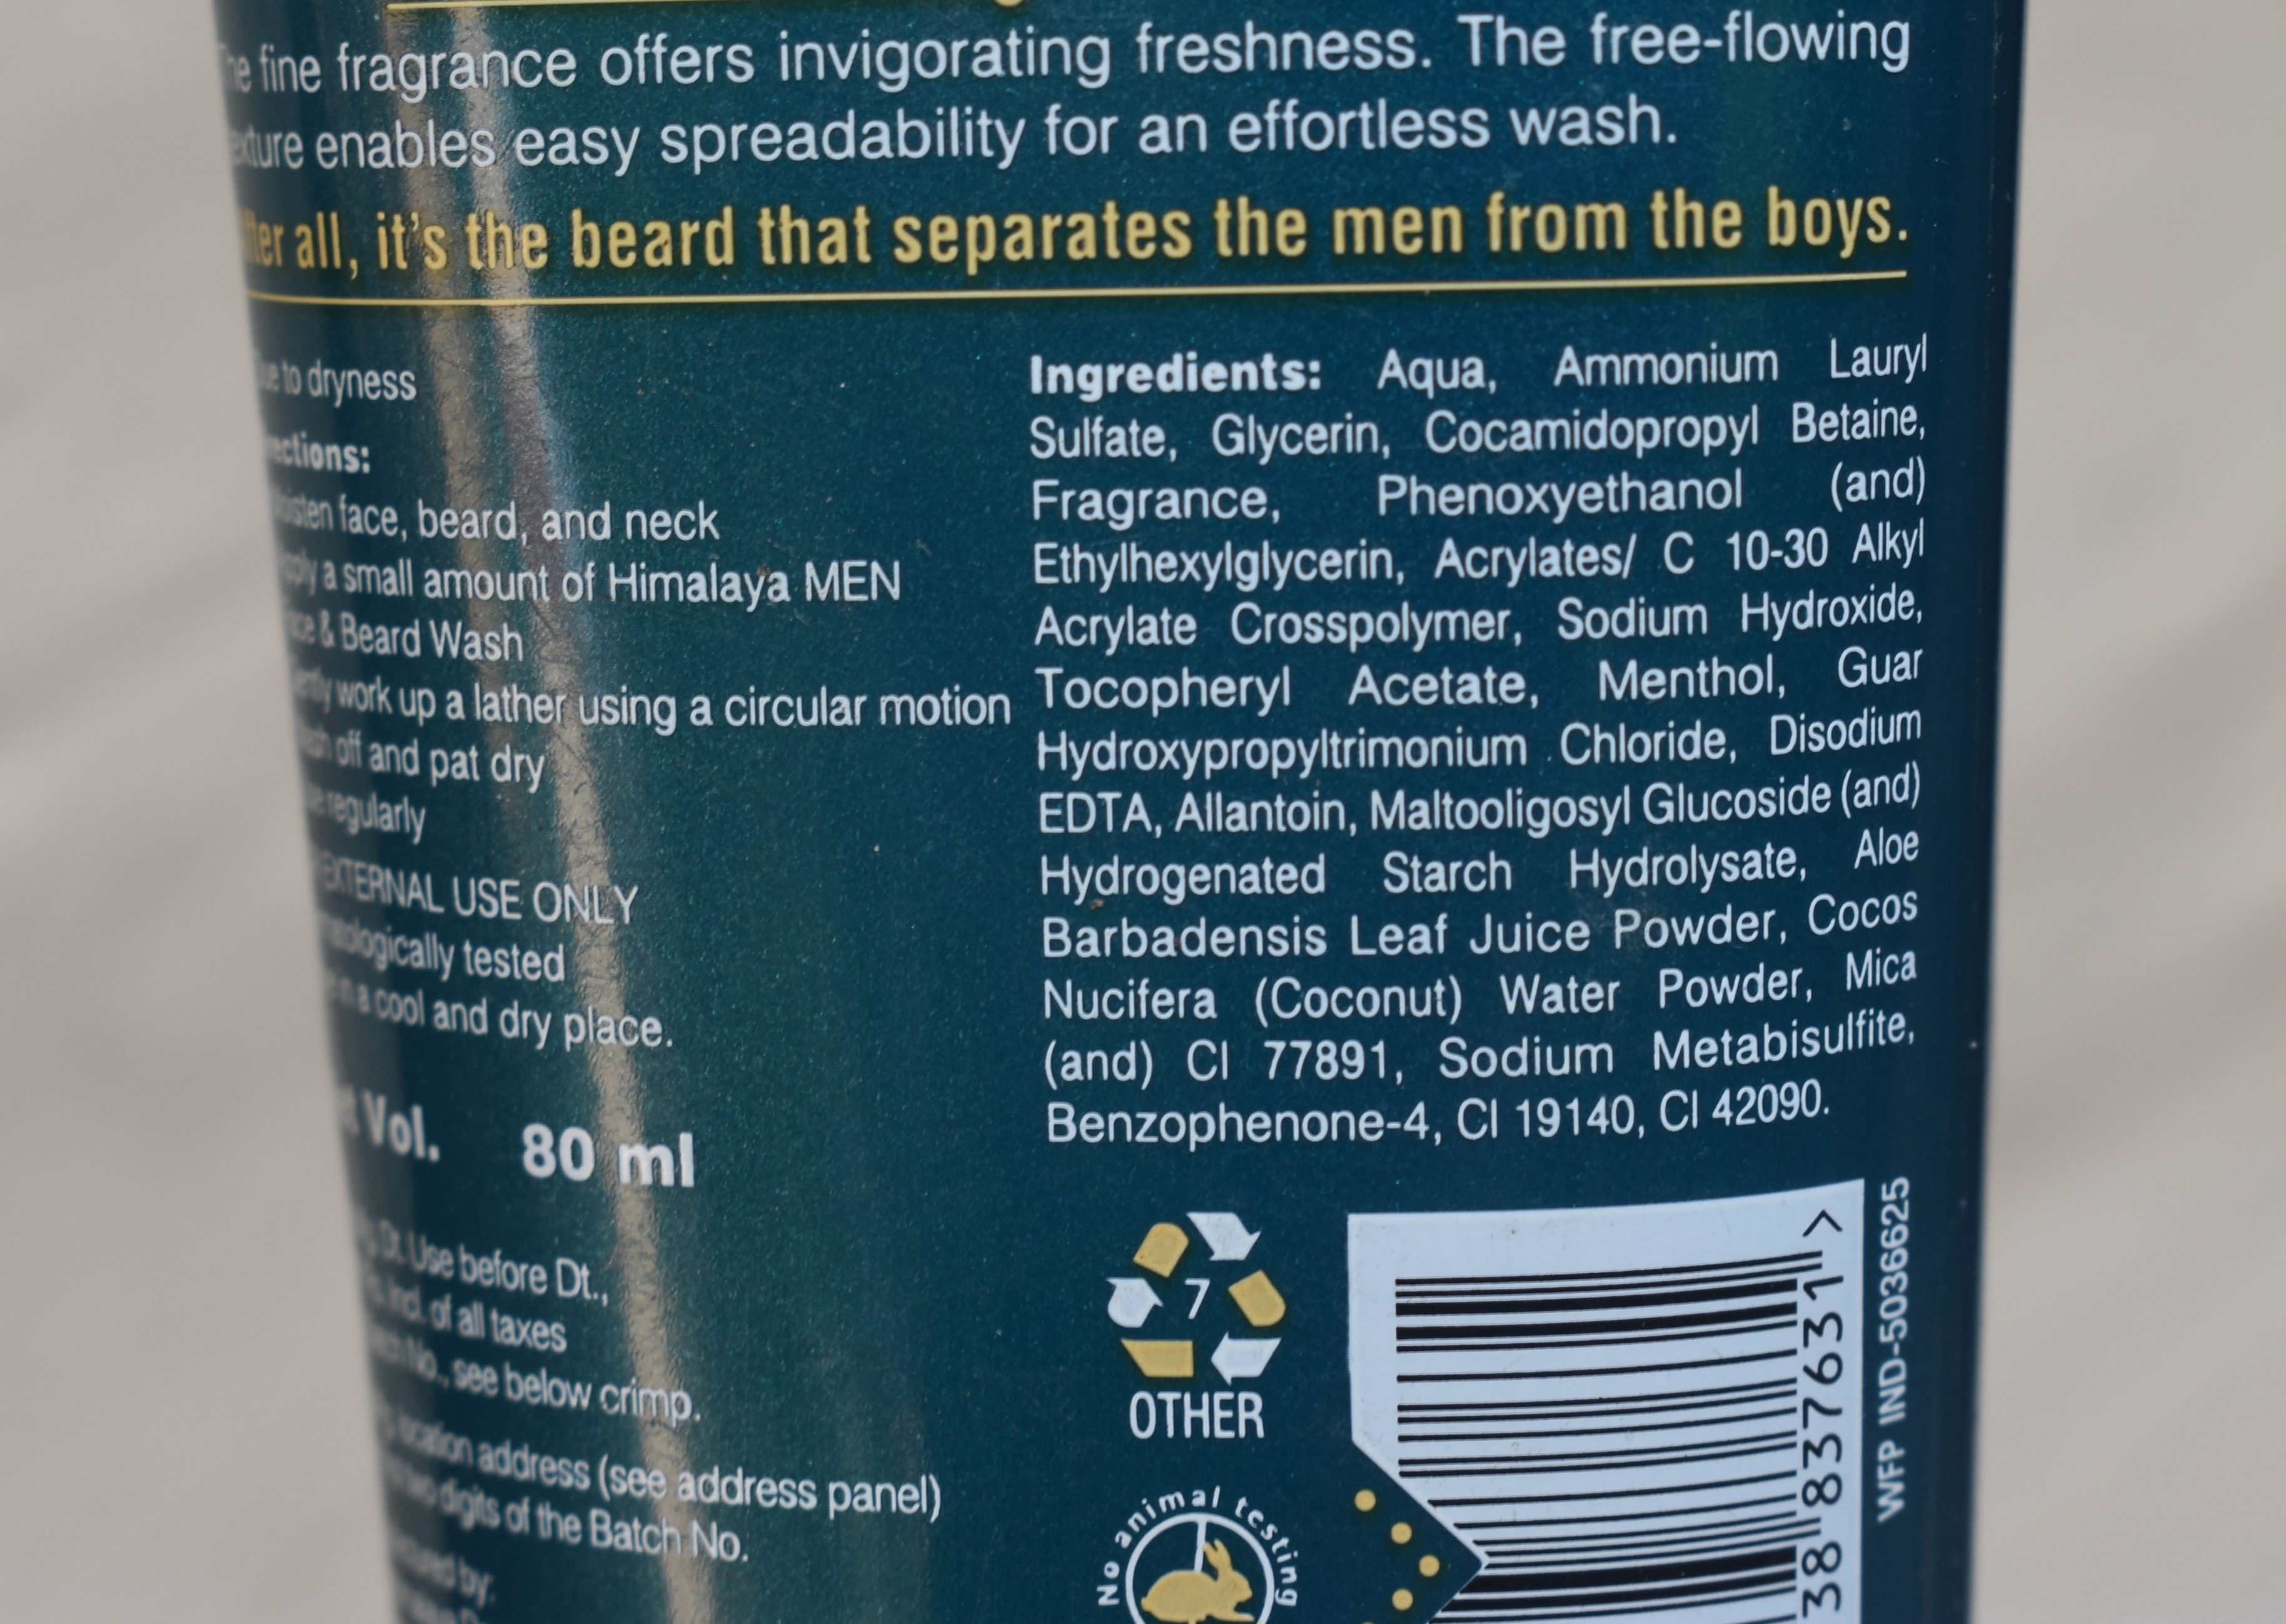 fine fragrance offers invigorating freshness. The free-flowing
enables easy spreadability for an effortless wash.
all, it's the beard that separates the men from the boys.
to dryness
face, beard, and neck
a small amount of Himalaya MEN
& Beard Wash
work up a lather using a circular motion
off and pat dry
regularly
EXTERNAL USE ONLY
tested
a cool and dry place.
Vol. 80 ml
Use before Dt.,
of all taxes
see below crimp.
address (see address panel)
digits of the Batch No.
by:
Ingredients: Aqua, Ammonium Lauryl
Sulfate, Glycerin, Cocamidopropyl Betaine,
Fragrance, Phenoxyethanol (and)
Ethylhexylglycerin, Acrylates/ C 10-30 Alkyl
Acrylate Crosspolymer, Sodium Hydroxide,
Tocopheryl Acetate, Menthol, Guar
Hydroxypropyltrimonium Chloride, Disodium
EDTA, Allantoin, Maltooligosyl Glucoside (and)
Hydrogenated Starch Hydrolysate, Aloe
Barbadensis Leaf Juice Powder, Cocos
Nucifera (Coconut) Water Powder, Mica
(and) CI 77891, Sodium Metabisulfite,
Benzophenone-4, CI 19140, CI 42090.
7
OTHER
No animal testing
38 837631>
WFP IND-5036625